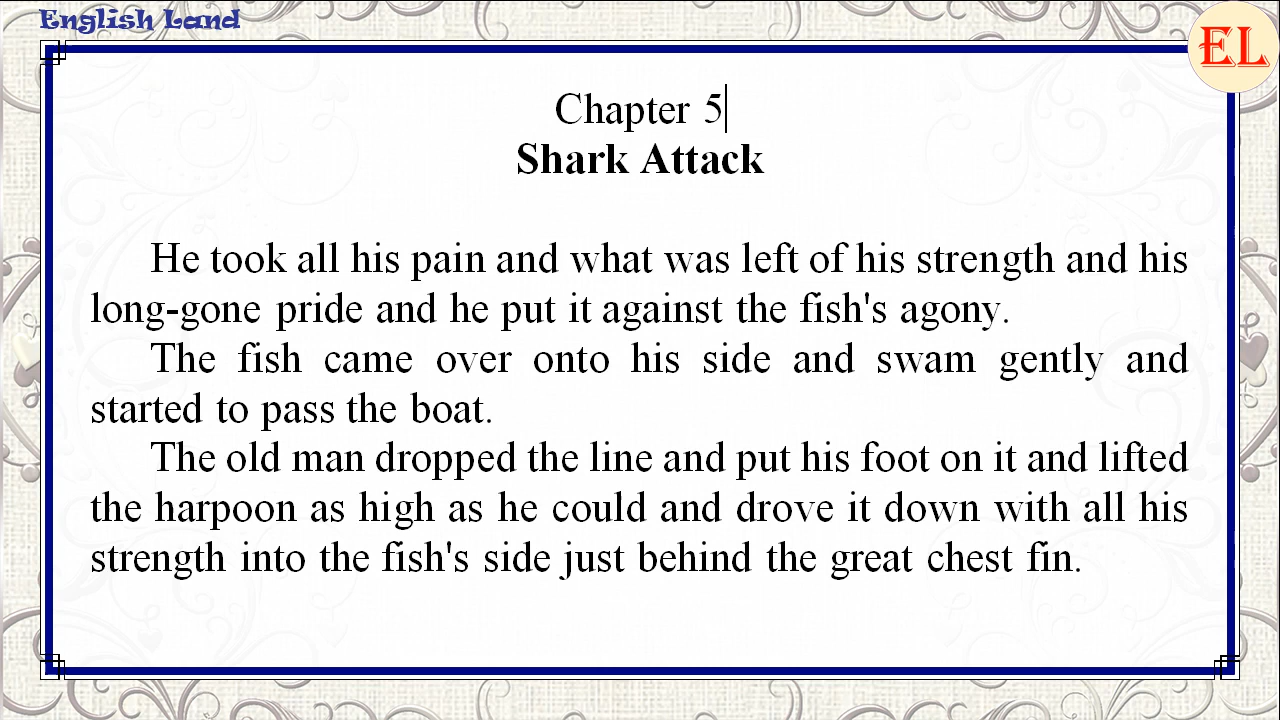 English Land
EL
Chapter 5
Shark Attack
He took all his pain and what was left of his strength and his
long-gone pride and he put it against the fish's agony.
The fish came over onto his side and swam gently and
started to pass the boat.
The old man dropped the line and put his foot on it and lifted
the harpoon as high as he could and drove it down with all his
strength into the fish's side just behind the great chest fin.